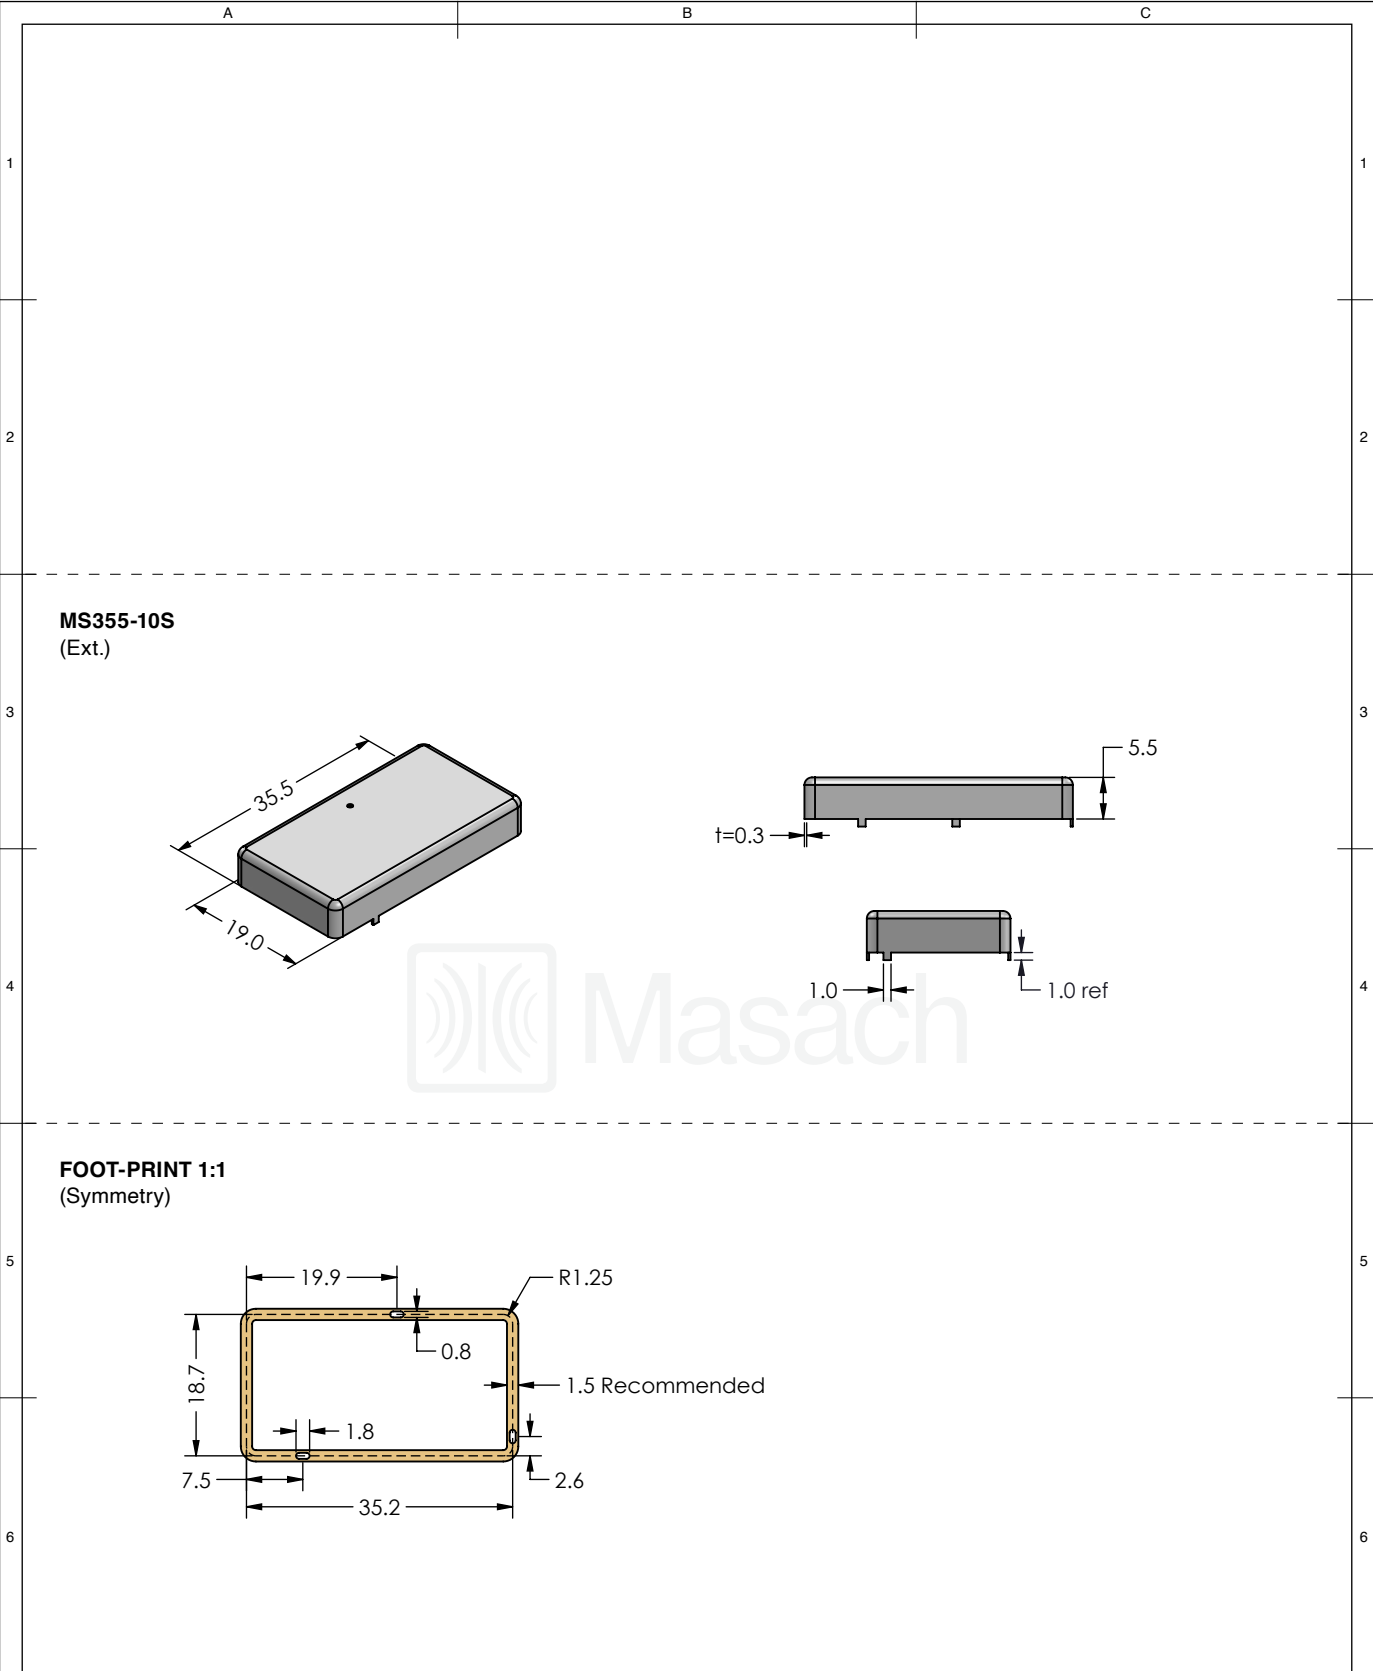 A B C
1 1
2 2
MS355-10S
(Ext.)
3 3
35.5
5.5
t=0.3
19.0
4 4
1.0
1.0 ref
Masach
FOOT-PRINT 1:1
(Symmetry)
5 5
19.9
R1.25
0.8
18.7
1.5 Recommended
1.8
7.5
2.6
35.2
6 6